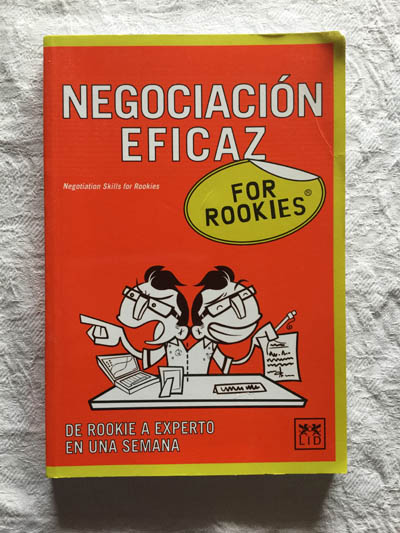 NEGOCIACIÓN
EFICAZ
Negotiation Skills for Rookies
FOR
ROOKIES®
DE ROOKIE A EXPERTO
EN UNA SEMANA
LID